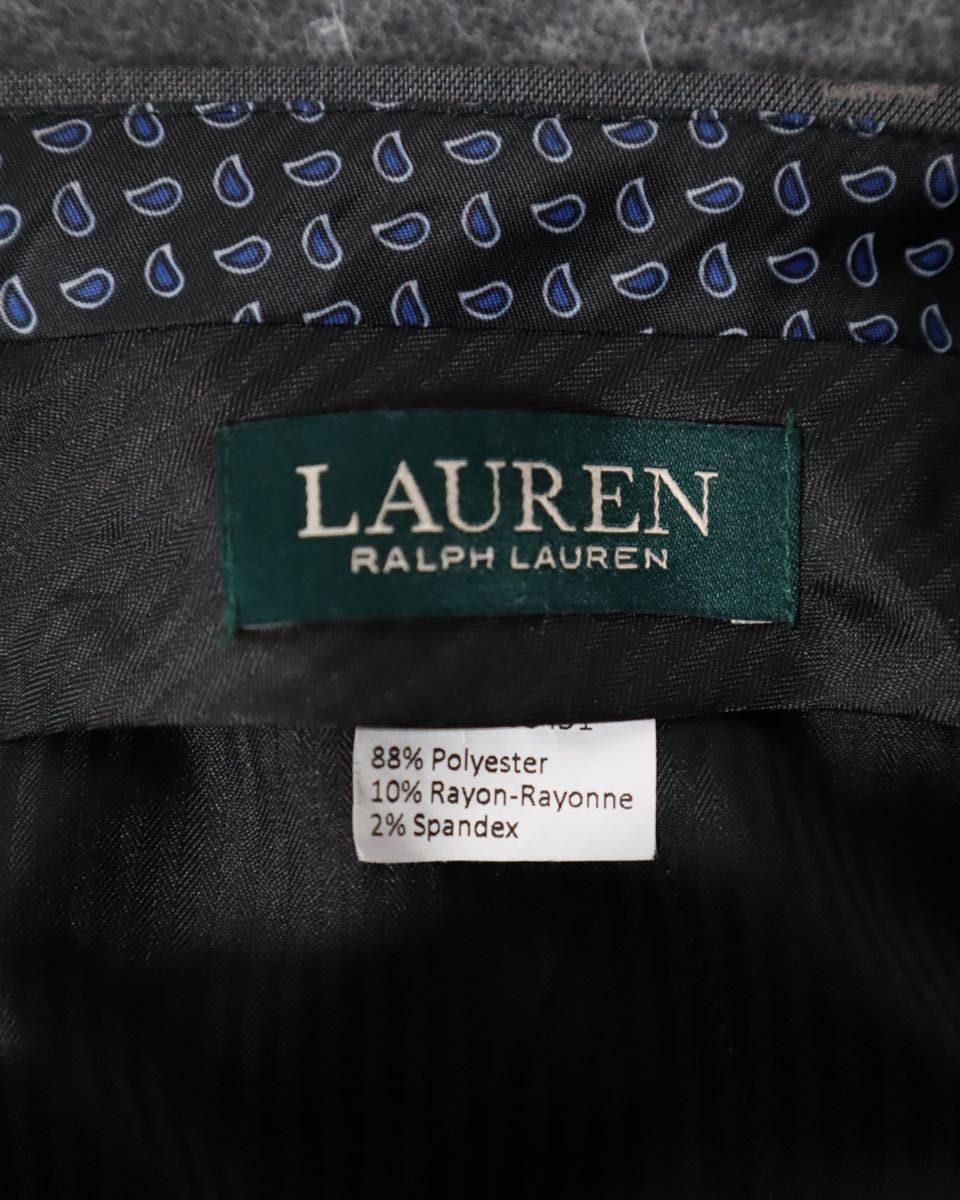 LAUREN
RALPH LAUREN
88% Polyester
10% Rayon-Rayonne
2% Spandex